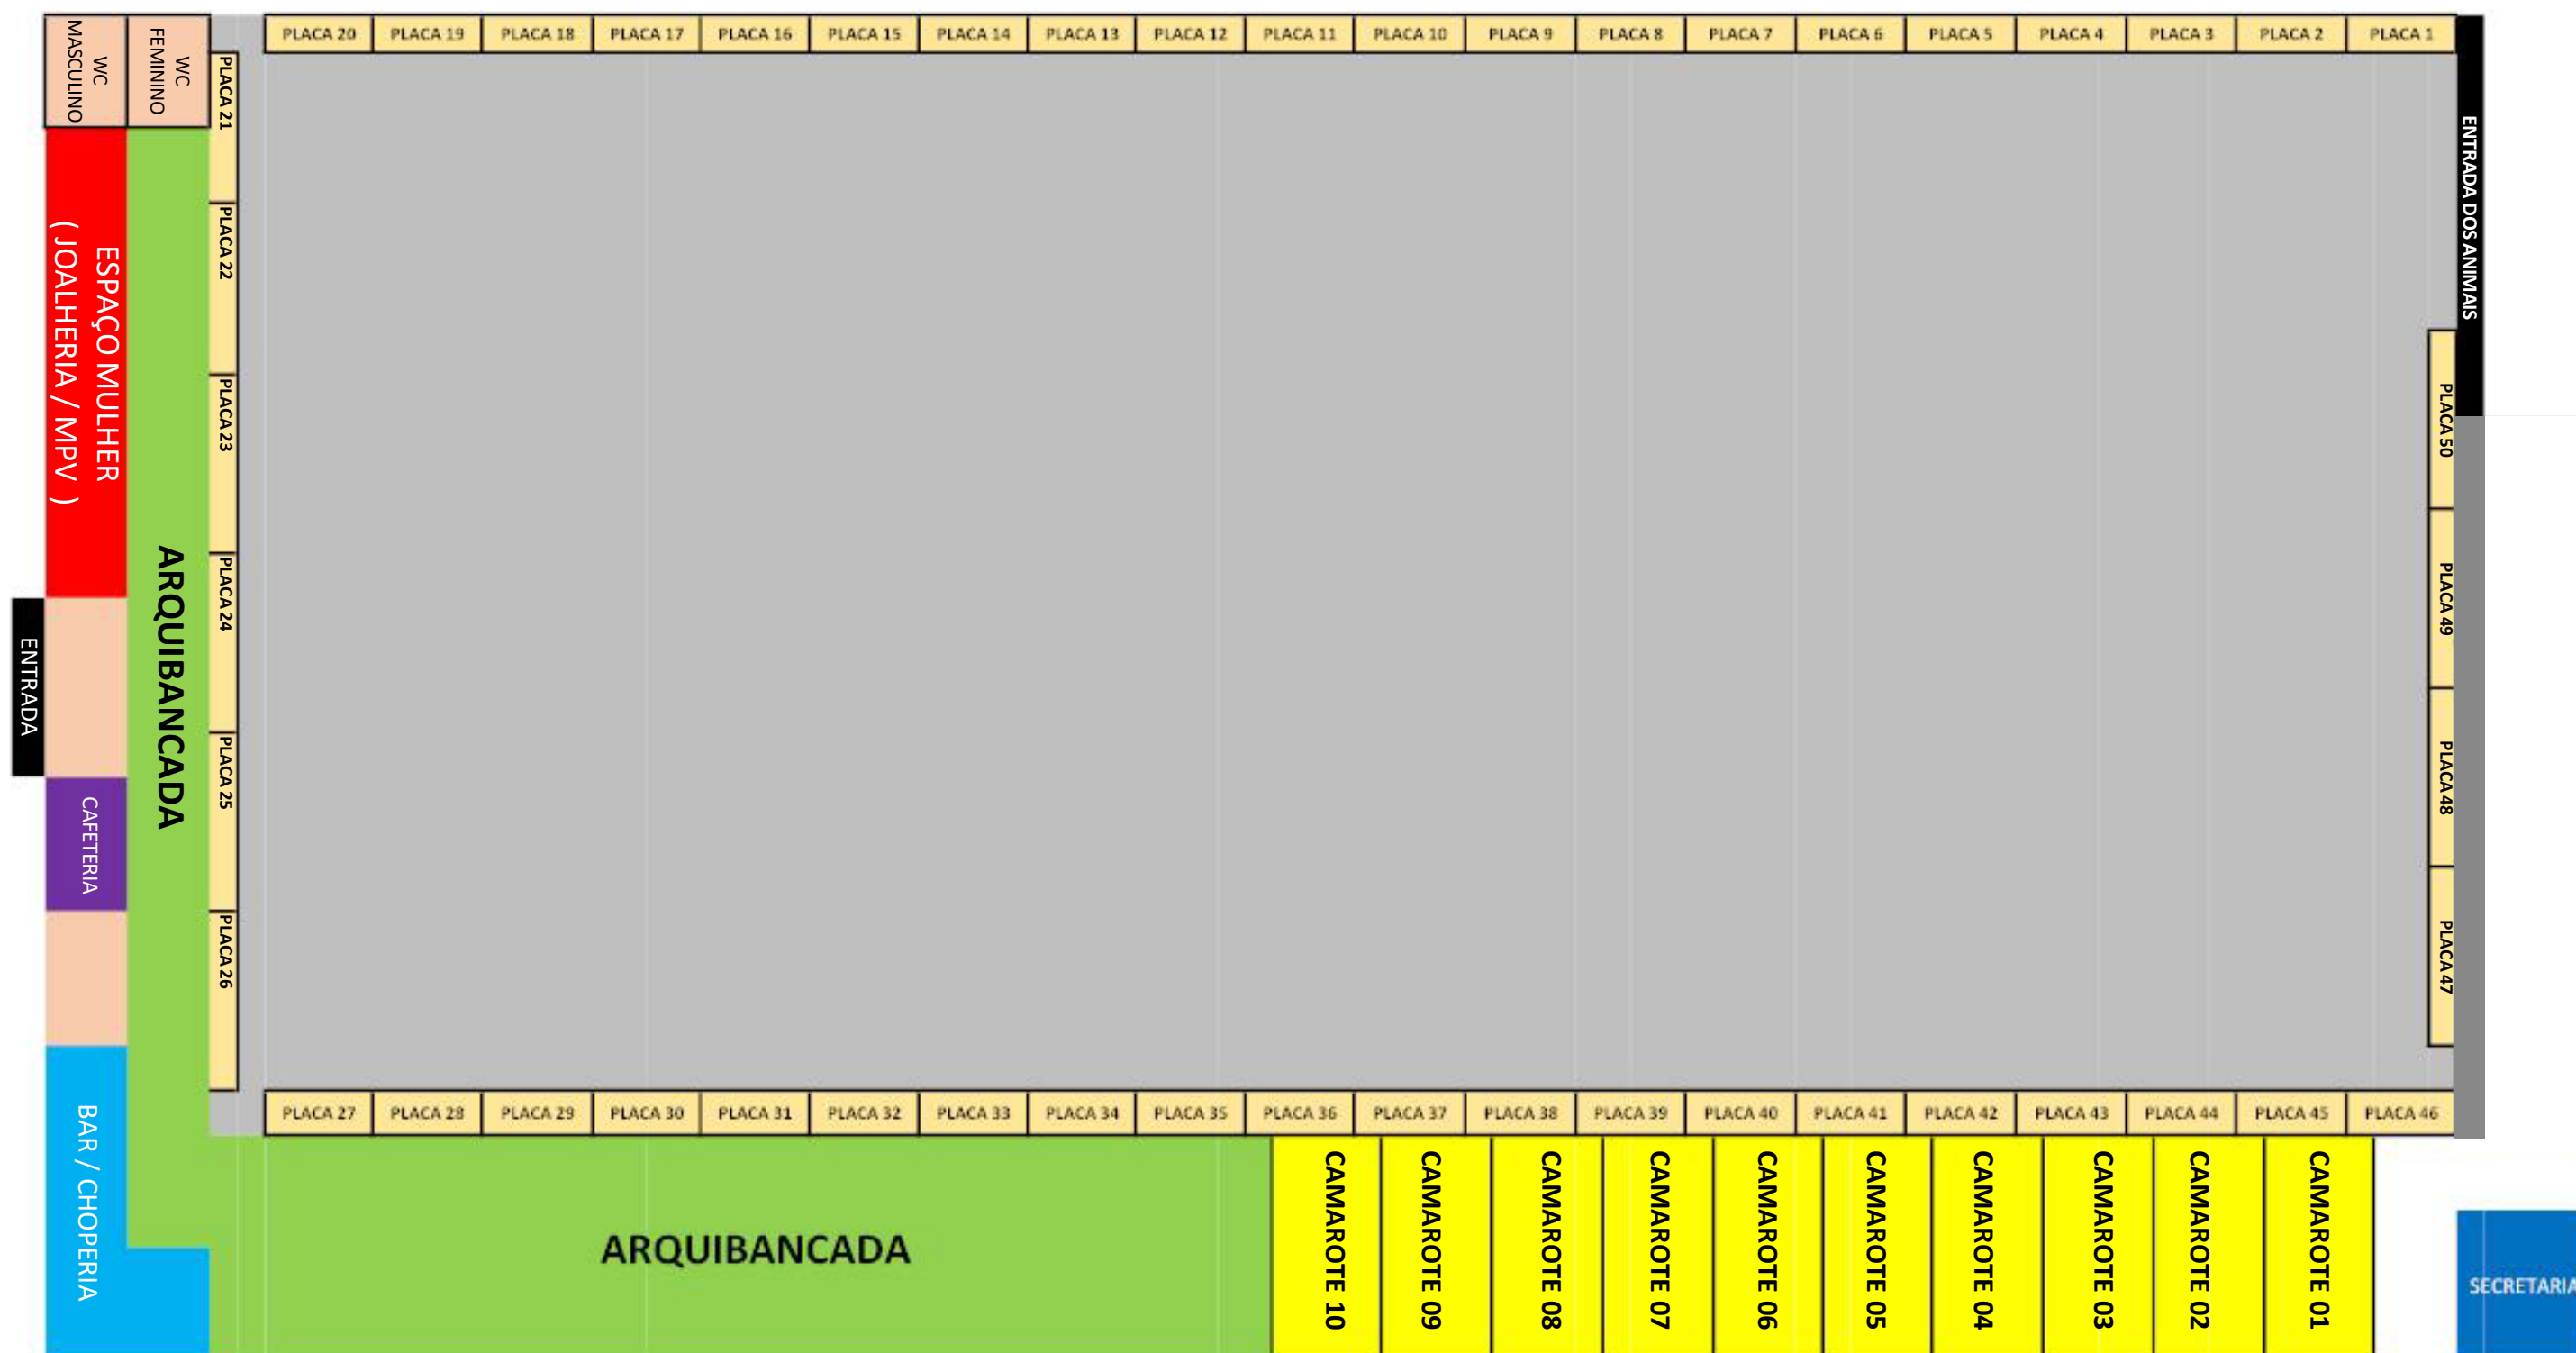 WC
MASCULINO
WC
FEMININO
PLACA 20
PLACA 19
PLACA 18
PLACA 17
PLACA 16
PLACA 15
PLACA 14
PLACA 13
PLACA 12
PLACA 11
PLACA 10
PLACA 9
PLACA 8
PLACA 7
PLACA 6
PLACA 5
PLACA 4
PLACA 3
PLACA 2
PLACA 1
ENTRADA DOS ANIMAIS
PLACA 21
PLACA 22
PLACA 23
PLACA 24
PLACA 25
PLACA 26
ESPAÇO MULHER
( JOALHERIA / MPV )
ARQUIBANCADA
ENTRADA
CAFETERIA
BAR / CHOPERIA
PLACA 50
PLACA 49
PLACA 48
PLACA 47
PLACA 27
PLACA 28
PLACA 29
PLACA 30
PLACA 31
PLACA 32
PLACA 33
PLACA 34
PLACA 35
PLACA 36
PLACA 37
PLACA 38
PLACA 39
PLACA 40
PLACA 41
PLACA 42
PLACA 43
PLACA 44
PLACA 45
PLACA 46
ARQUIBANCADA
CAMAROTE 10
CAMAROTE 09
CAMAROTE 08
CAMAROTE 07
CAMAROTE 06
CAMAROTE 05
CAMAROTE 04
CAMAROTE 03
CAMAROTE 02
CAMAROTE 01
SECRETARIA